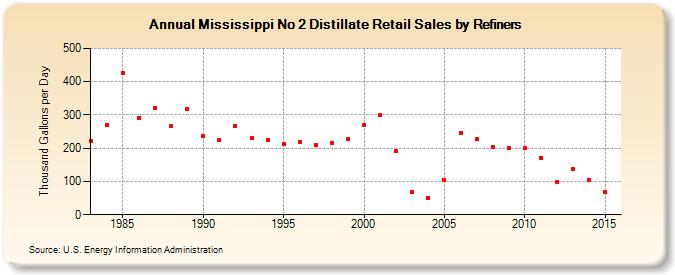 Annual Mississippi No 2 Distillate Retail Sales by Refiners
Thousand Gallons per Day
500
400
300
200
100
0
1985 1990 1995 2000 2005 2010 2015
Source: U.S. Energy Information Administration